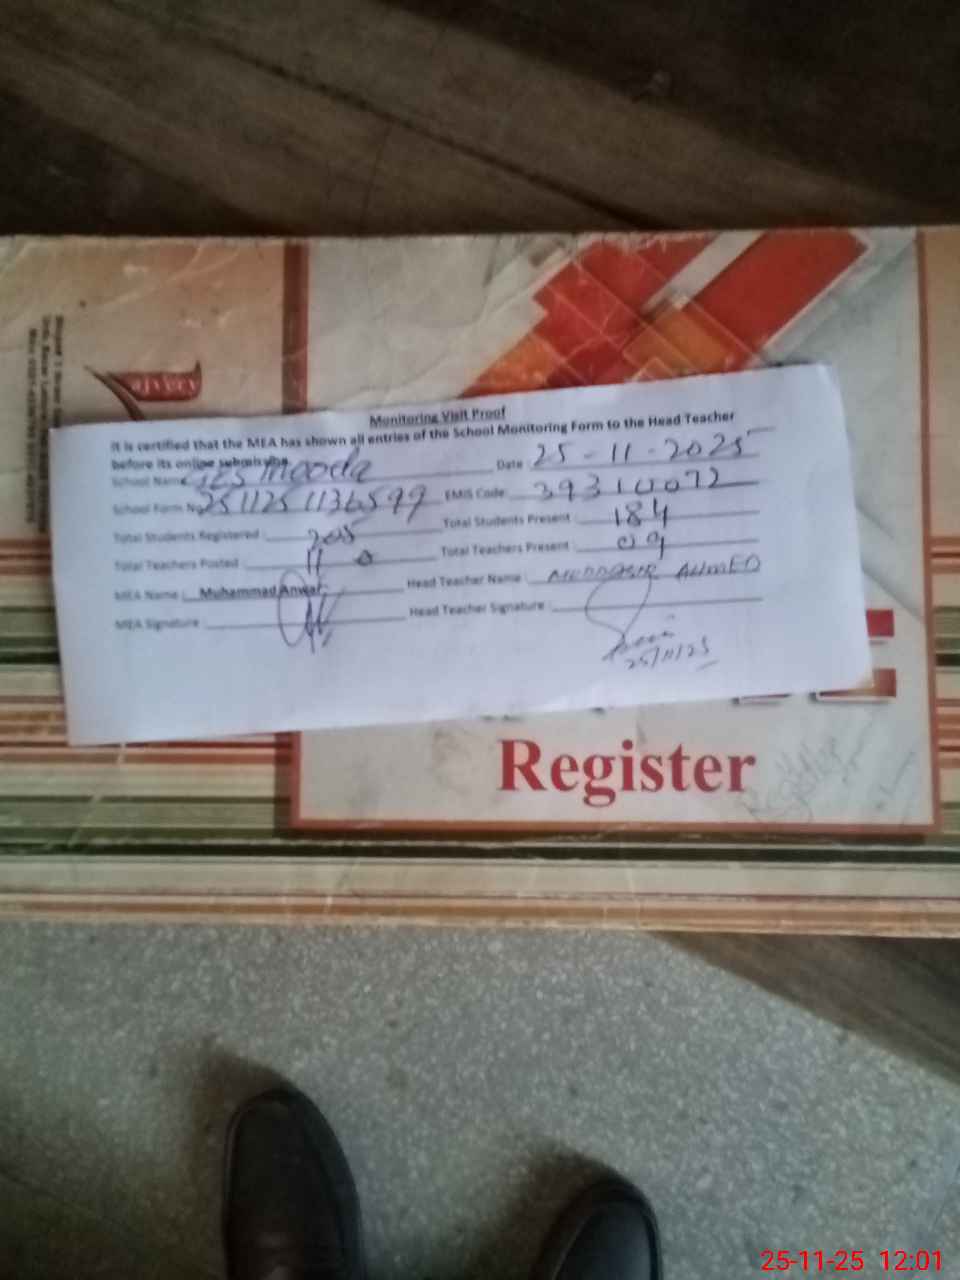 Monitoring Visit Proof
It is certified that the MEA has shown all entries of the School Monitoring Form to the Head Teacher
before its online submission
School Name GES Mooda Date 25-11-2025
School Form No 2511251136599 EMIS Code 39310072
Total Students Registered : 205 Total Students Present : 184
Total Teachers Posted : 11 Total Teachers Present : 09
MEA Name : Muhammad Anwar Head Teacher Name : MUDDASIR AHMED
MEA Signature : Head Teacher Signature :
25/11/25
Register
25-11-25 12:01